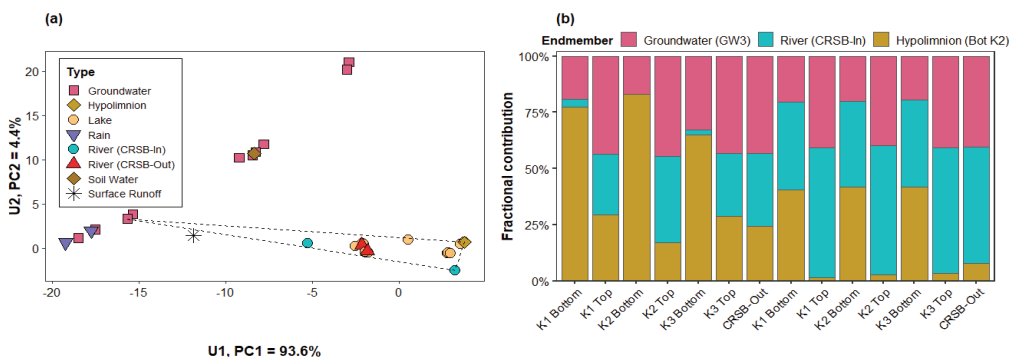 (a)
U2, PC2 = 4.4%
20
15
10
5
0
Type
Groundwater
Hypolimnion
Lake
Rain
River (CRSB-In)
River (CRSB-Out)
Soil Water
Surface Runoff
-20 -15 -10 -5 0
U1, PC1 = 93.6%
(b)
Endmember Groundwater (GW3) River (CRSB-In) Hypolimnion (Bot K2)
Fractional contribution
100%
75%
50%
25%
0%
K1 Bottom
K1 Top
K2 Bottom
K2 Top
K3 Bottom
K3 Top
CRSB-Out
K1 Bottom
K1 Top
K2 Bottom
K2 Top
K3 Bottom
K3 Top
CRSB-Out